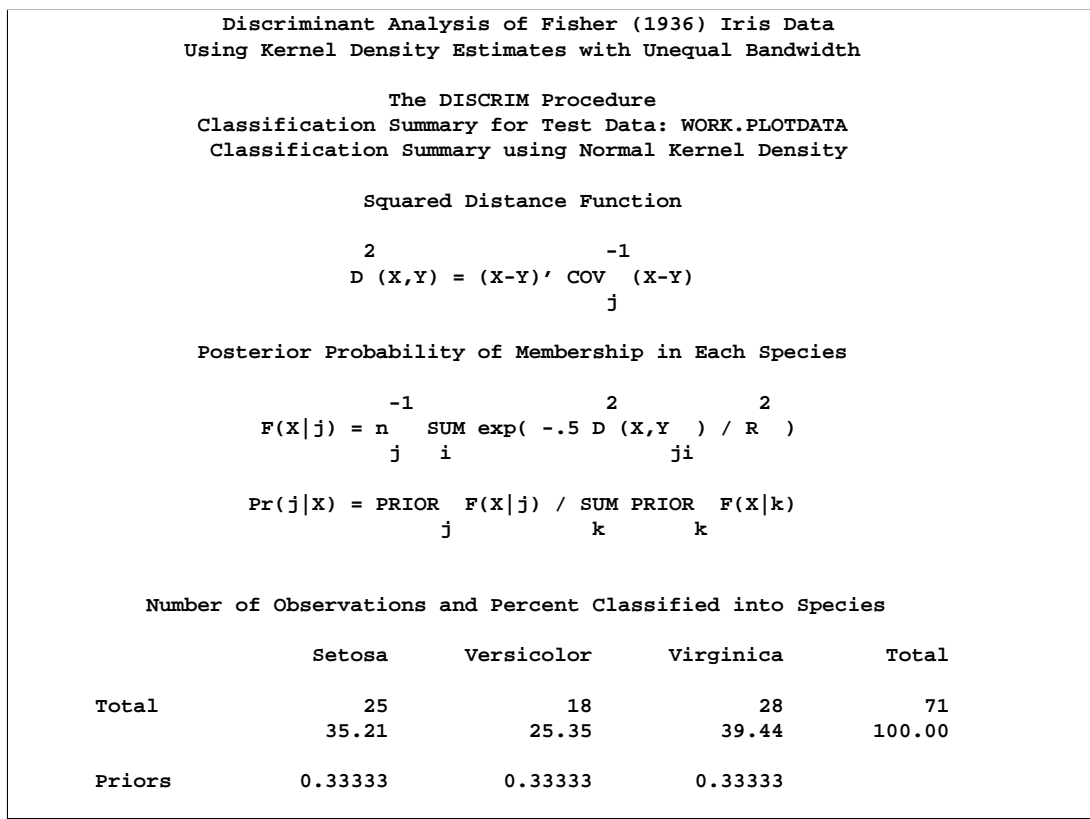 Discriminant Analysis of Fisher (1936) Iris Data
Using Kernel Density Estimates with Unequal Bandwidth
The DISCRIM Procedure
Classification Summary for Test Data: WORK.PLOTDATA
Classification Summary using Normal Kernel Density
Squared Distance Function
2 -1
D (X,Y) = (X-Y)' COV (X-Y)
j
Posterior Probability of Membership in Each Species
-1 2 2
F(X|j) = n SUM exp( -.5 D (X,Y ) / R )
j i ji
Pr(j|X) = PRIOR F(X|j) / SUM PRIOR F(X|k)
j k k
Number of Observations and Percent Classified into Species
Setosa Versicolor Virginica Total
Total 25 18 28 71
35.21 25.35 39.44 100.00
Priors 0.33333 0.33333 0.33333